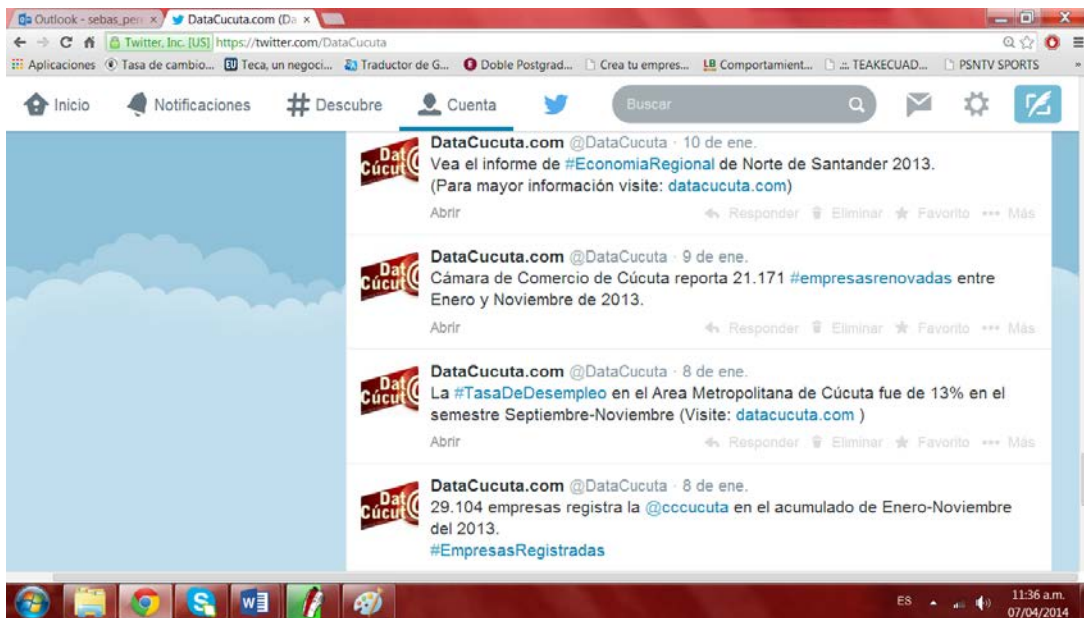 Outlook - sebas_per
DataCucuta.com (Da
Twitter, Inc. [US] https://twitter.com/DataCucuta
Aplicaciones Tasa de cambio... Teca, un negoci... Traductor de G... Doble Postgrad... Crea tu empres... Comportamient... .:. TEAKECUAD... PSNTV SPORTS
Inicio Notificaciones Descubre Cuenta Buscar
DataCucuta.com @DataCucuta · 10 de ene.
Vea el informe de #EconomiaRegional de Norte de Santander 2013.
(Para mayor información visite: datacucuta.com)
Abrir Responder Eliminar Favorito Más
DataCucuta.com @DataCucuta · 9 de ene.
Cámara de Comercio de Cúcuta reporta 21.171 #empresasrenovadas entre
Enero y Noviembre de 2013.
Abrir Responder Eliminar Favorito Más
DataCucuta.com @DataCucuta · 8 de ene.
La #TasaDeDesempleo en el Area Metropolitana de Cúcuta fue de 13% en el
semestre Septiembre-Noviembre (Visite: datacucuta.com )
Abrir Responder Eliminar Favorito Más
DataCucuta.com @DataCucuta · 8 de ene.
29.104 empresas registra la @cccucuta en el acumulado de Enero-Noviembre
del 2013.
#EmpresasRegistradas
ES 11:36 a.m.
07/04/2014